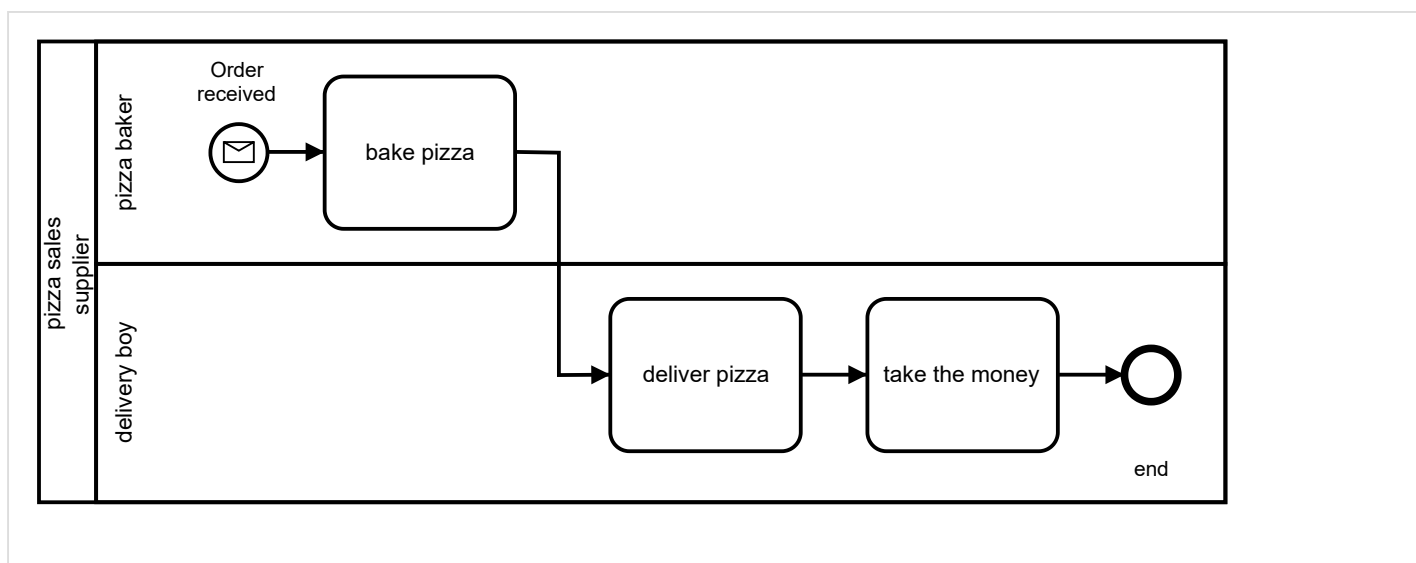 pizza sales
supplier
pizza baker
Order
received
bake pizza
delivery boy
deliver pizza
take the money
end